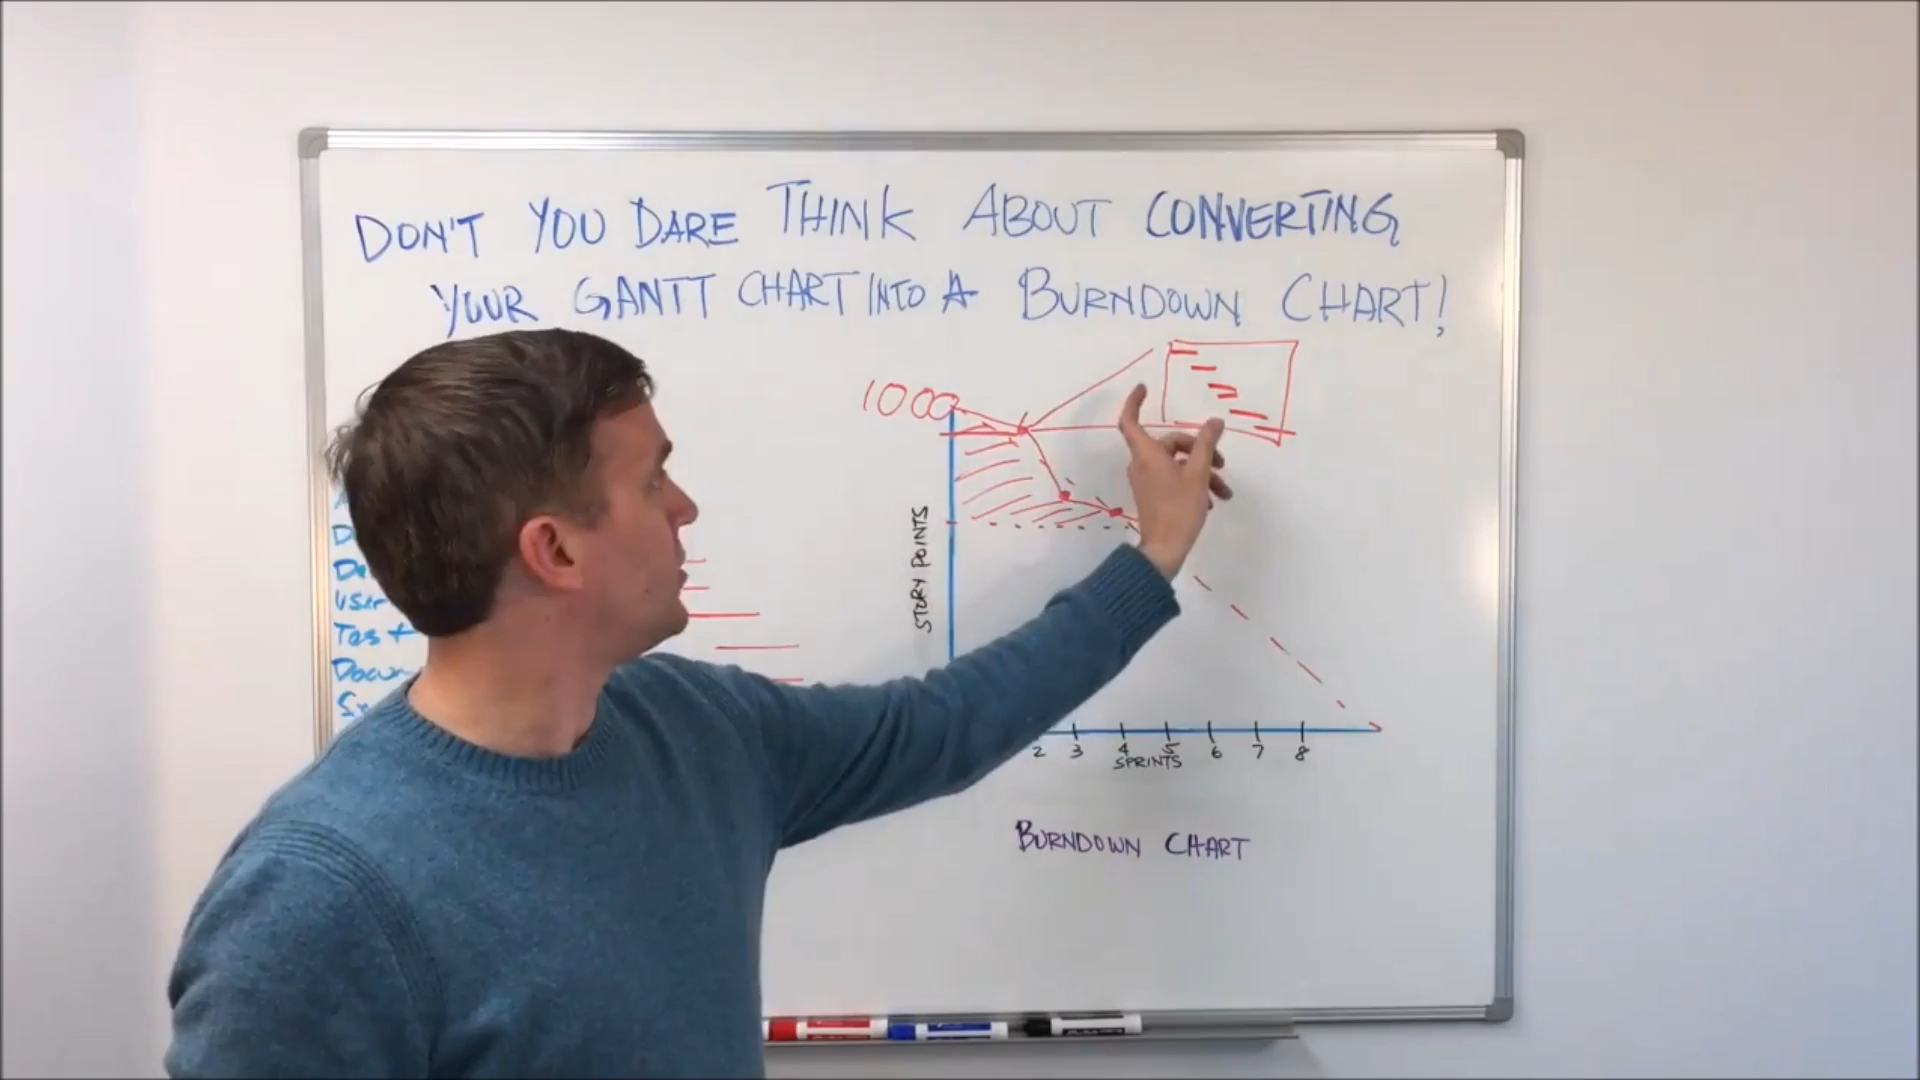 DON'T YOU DARE THINK ABOUT CONVERTING
YOUR GANTT CHART INTO A BURNDOWN CHART!
1000
STORY POINTS
Test
2 3 4 5 6 7 8
SPRINTS
BURNDOWN CHART